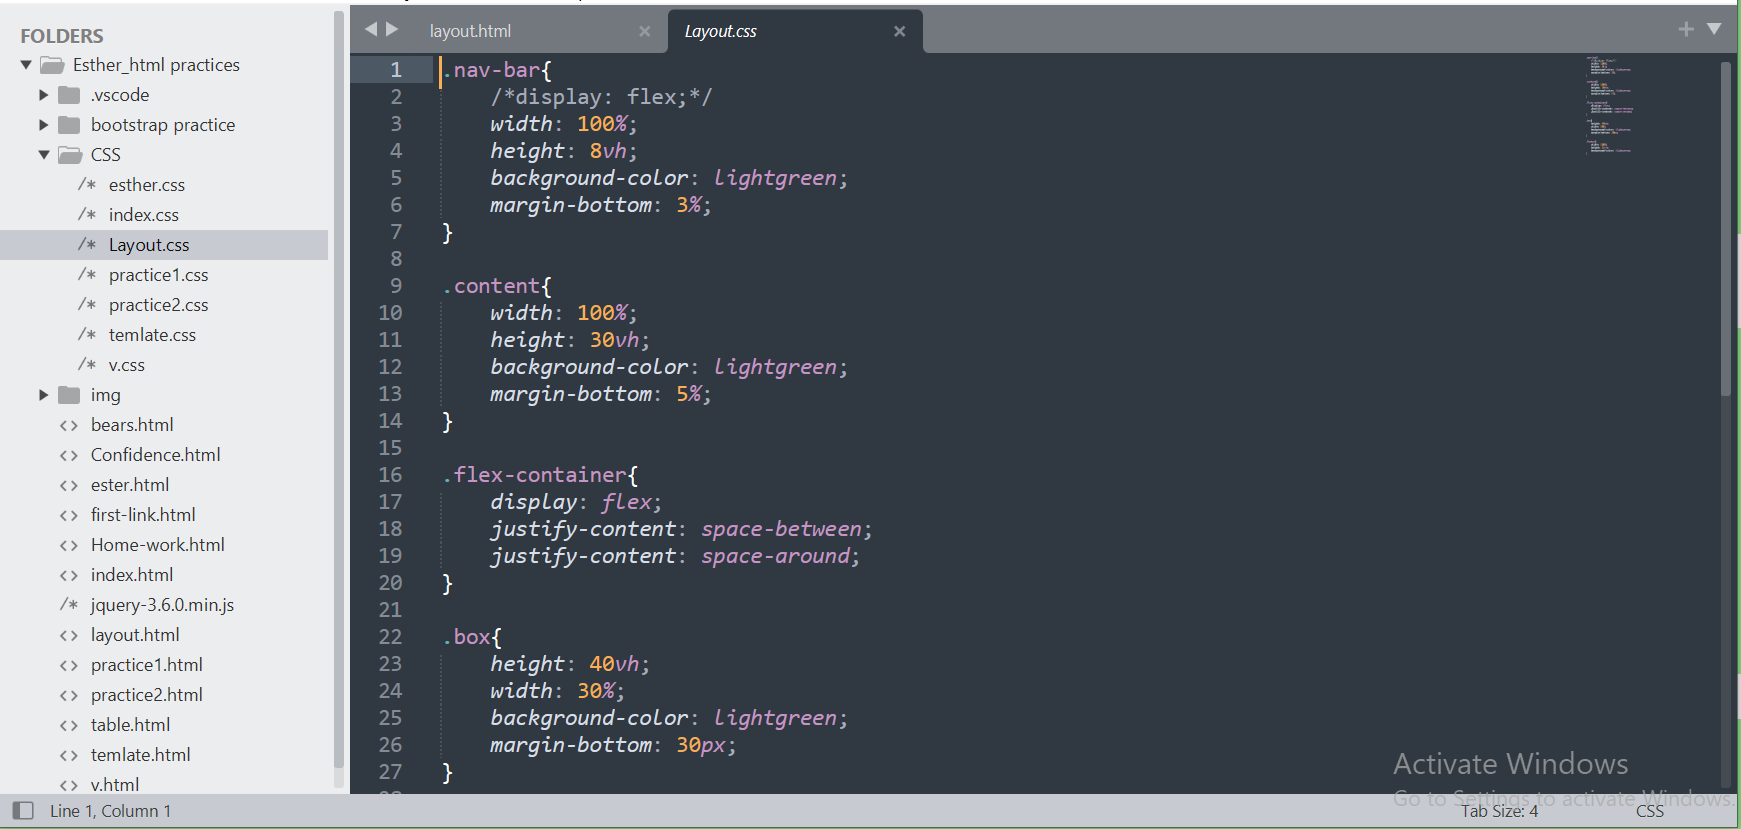 FOLDERS
Esther_html practices
.vscode
bootstrap practice
CSS
/* esther.css
/* index.css
/* Layout.css
/* practice1.css
/* practice2.css
/* temlate.css
/* v.css
img
<> bears.html
<> Confidence.html
<> ester.html
<> first-link.html
<> Home-work.html
<> index.html
/* jquery-3.6.0.min.js
<> layout.html
<> practice1.html
<> practice2.html
<> table.html
<> temlate.html
<> v.html
layout.html × Layout.css ×
1 .nav-bar{
2 /*display: flex;*/
3 width: 100%;
4 height: 8vh;
5 background-color: lightgreen;
6 margin-bottom: 3%;
7 }
8
9 .content{
10 width: 100%;
11 height: 30vh;
12 background-color: lightgreen;
13 margin-bottom: 5%;
14 }
15
16 .flex-container{
17 display: flex;
18 justify-content: space-between;
19 justify-content: space-around;
20 }
21
22 .box{
23 height: 40vh;
24 width: 30%;
25 background-color: lightgreen;
26 margin-bottom: 30px;
27 }
Activate Windows
Go to Settings to activate Windows.
Line 1, Column 1
Tab Size: 4
CSS